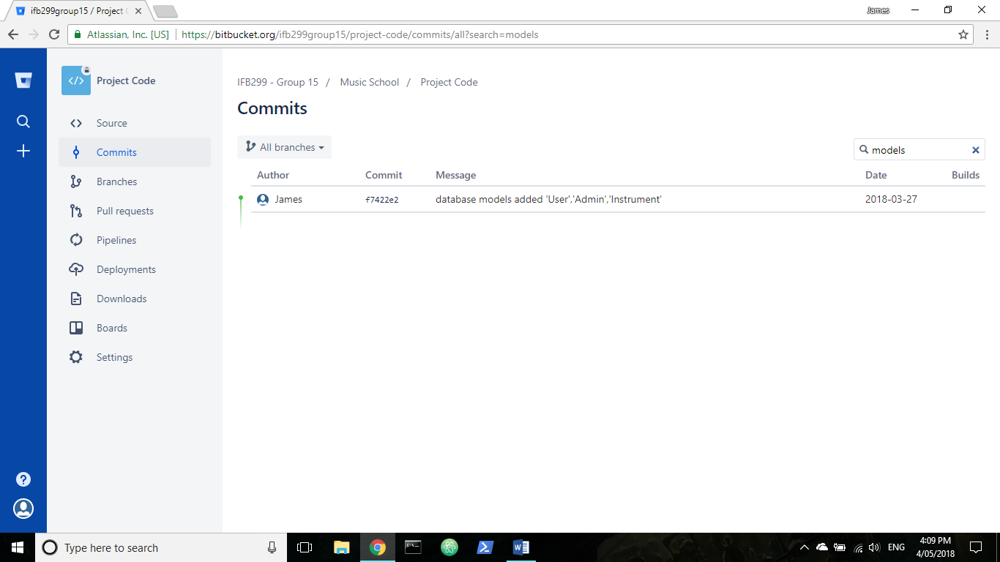 ifb299group15 / Project C
James
Atlassian, Inc. [US] https://bitbucket.org/ifb299group15/project-code/commits/all?search=models
Project Code
Source
Commits
Branches
Pull requests
Pipelines
Deployments
Downloads
Boards
Settings
IFB299 - Group 15 / Music School / Project Code
Commits
All branches
models
Author Commit Message Date Builds
James f7422e2 database models added 'User','Admin','Instrument' 2018-03-27
Type here to search
ENG
4:09 PM
4/05/2018